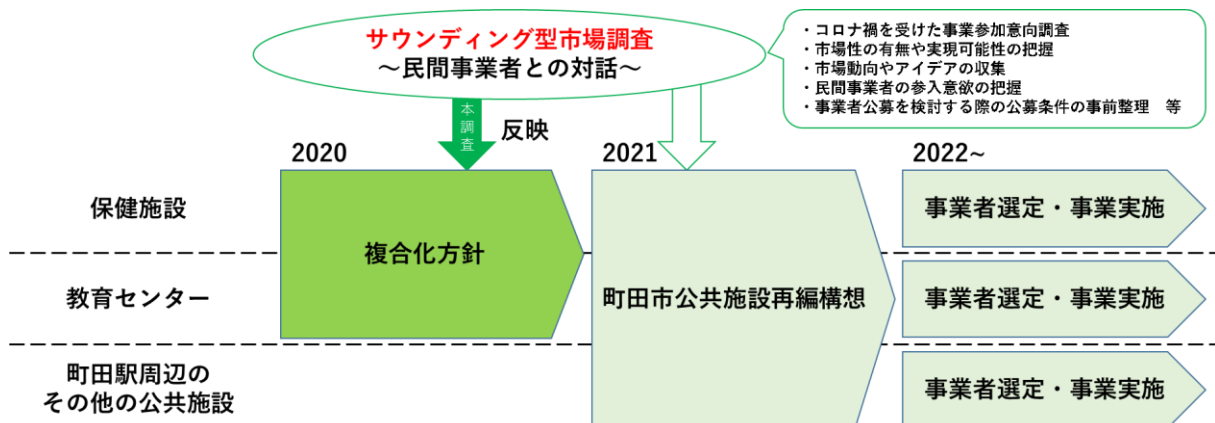 サウンディング型市場調査
～民間事業者との対話～
・コロナ禍を受けた事業参加意向調査
・市場性の有無や実現可能性の把握
・市場動向やアイデアの収集
・民間事業者の参入意欲の把握
・事業者公募を検討する際の公募条件の事前整理　等
本調査
反映
2020
2021
2022~
保健施設
複合化方針
事業者選定・事業実施
教育センター
町田市公共施設再編構想
事業者選定・事業実施
町田駅周辺の
その他の公共施設
事業者選定・事業実施